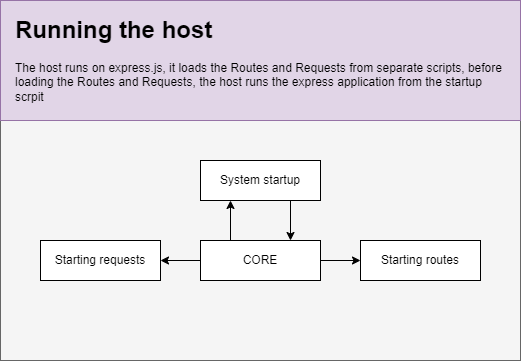 Running the host
The host runs on express.js, it loads the Routes and Requests from separate scripts, before
loading the Routes and Requests, the host runs the express application from the startup
scrpit
System startup
Starting requests
CORE
Starting routes